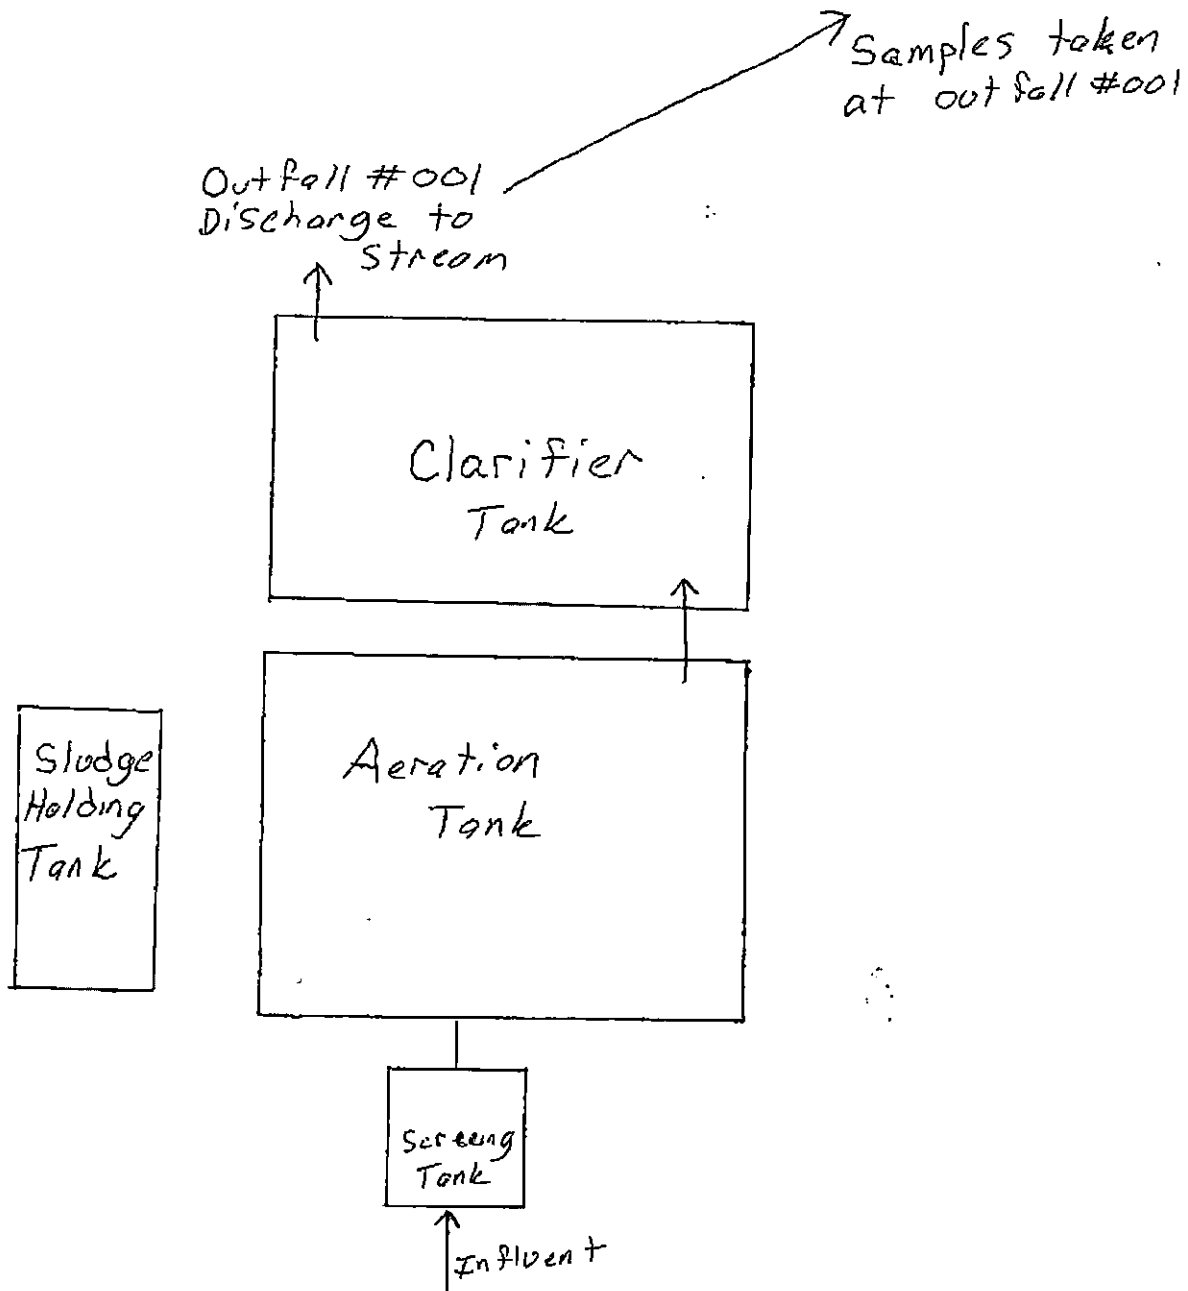 Samples taken
at outfall #001
Outfall #001
Discharge to
stream
Clarifier
Tank
Sludge
Holding
Tank
Aeration
Tank
Screeng
Tank
Influent